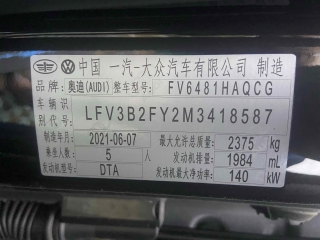 中国 一汽-大众汽车有限公司 制造
品牌 奥迪(AUDI) 整车型号: FV6481HAQCG
车辆识别代号: LFV3B2FY2M3418587
制造年月 2021-06-07 最大允许总质量 2375 kg
乘坐人数 5 人 发动机排量 1984 mL
发动机型号 DTA 发动机最大净功率 140 kW